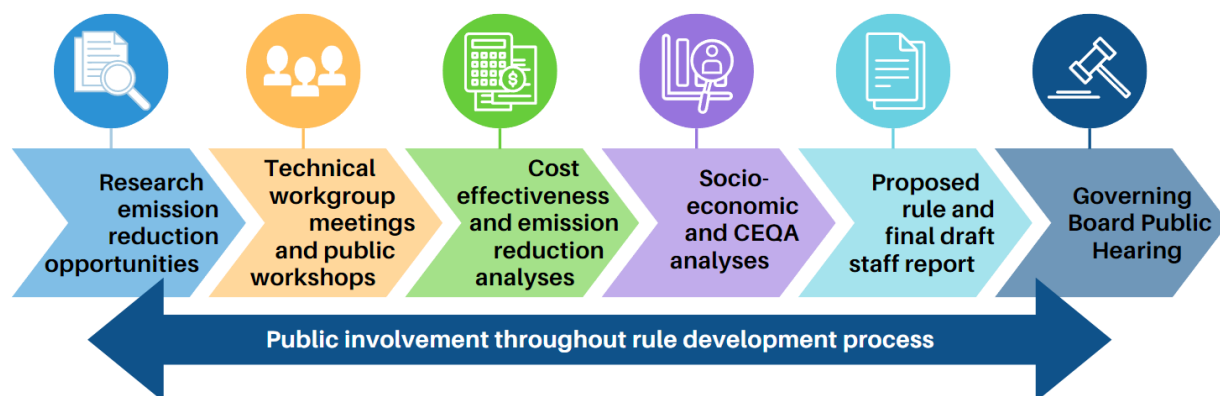 Research
emission
reduction
opportunities
Technical
workgroup
meetings
and public
workshops
Cost
effectiveness
and emission
reduction
analyses
Socio-
economic
and CEQA
analyses
Proposed
rule and
final draft
staff report
Governing
Board Public
Hearing
Public involvement throughout rule development process